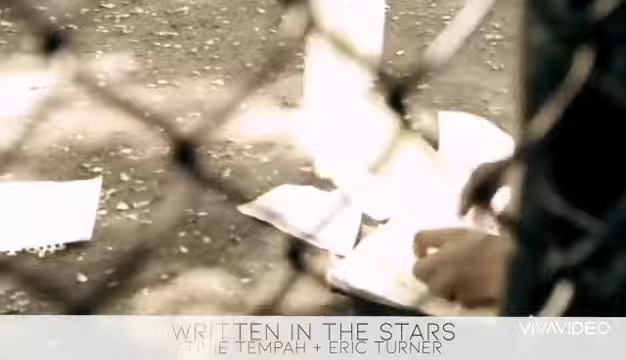 WRITTEN IN THE STARS
TEMPAH + ERIC TURNER
VIVAVIDEO